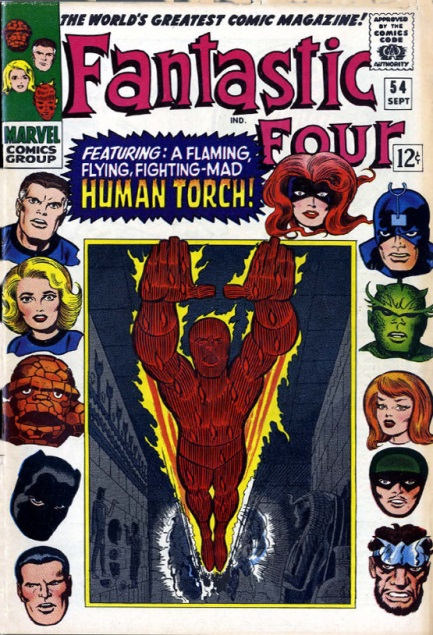 THE WORLD'S GREATEST COMIC MAGAZINE!
Fantastic
Four
IND.
APPROVED
BY THE
COMICS
CODE
AUTHORITY
54
SEPT
12¢
MARVEL
COMICS
GROUP
FEATURING: A FLAMING,
FLYING, FIGHTING-MAD
HUMAN TORCH!